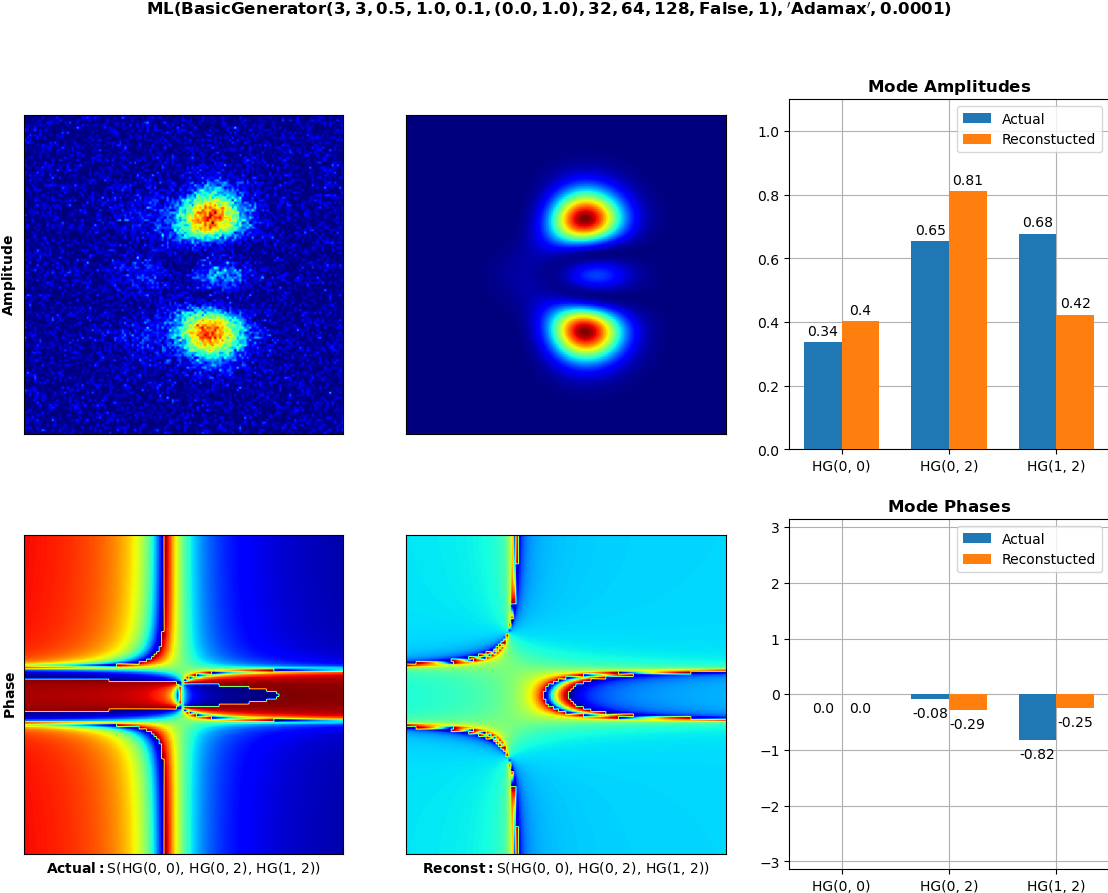 ML(BasicGenerator(3, 3, 0.5, 1.0, 0.1, (0.0, 1.0), 32, 64, 128, False, 1), ′Adamax′, 0.0001)
Amplitude
Mode Amplitudes
Actual
Reconstucted
1.0
0.8
0.6
0.4
0.2
0.0
0.34
0.4
0.65
0.81
0.68
0.42
HG(0, 0)
HG(0, 2)
HG(1, 2)
Phase
Actual: S(HG(0, 0), HG(0, 2), HG(1, 2))
Reconst: S(HG(0, 0), HG(0, 2), HG(1, 2))
Mode Phases
Actual
Reconstucted
3
2
1
0
−1
−2
−3
0.0
0.0
-0.08
-0.29
-0.82
-0.25
HG(0, 0)
HG(0, 2)
HG(1, 2)